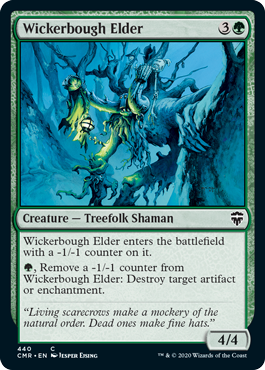 Wickerbough Elder 3
Creature — Treefolk Shaman
Wickerbough Elder enters the battlefield
with a -1/-1 counter on it.
, Remove a -1/-1 counter from
Wickerbough Elder: Destroy target artifact
or enchantment.
"Living scarecrows make a mockery of the
natural order. Dead ones make fine hats."
4/4
440 C
CMR • EN Jesper Ejsing
™ & © 2020 Wizards of the Coast